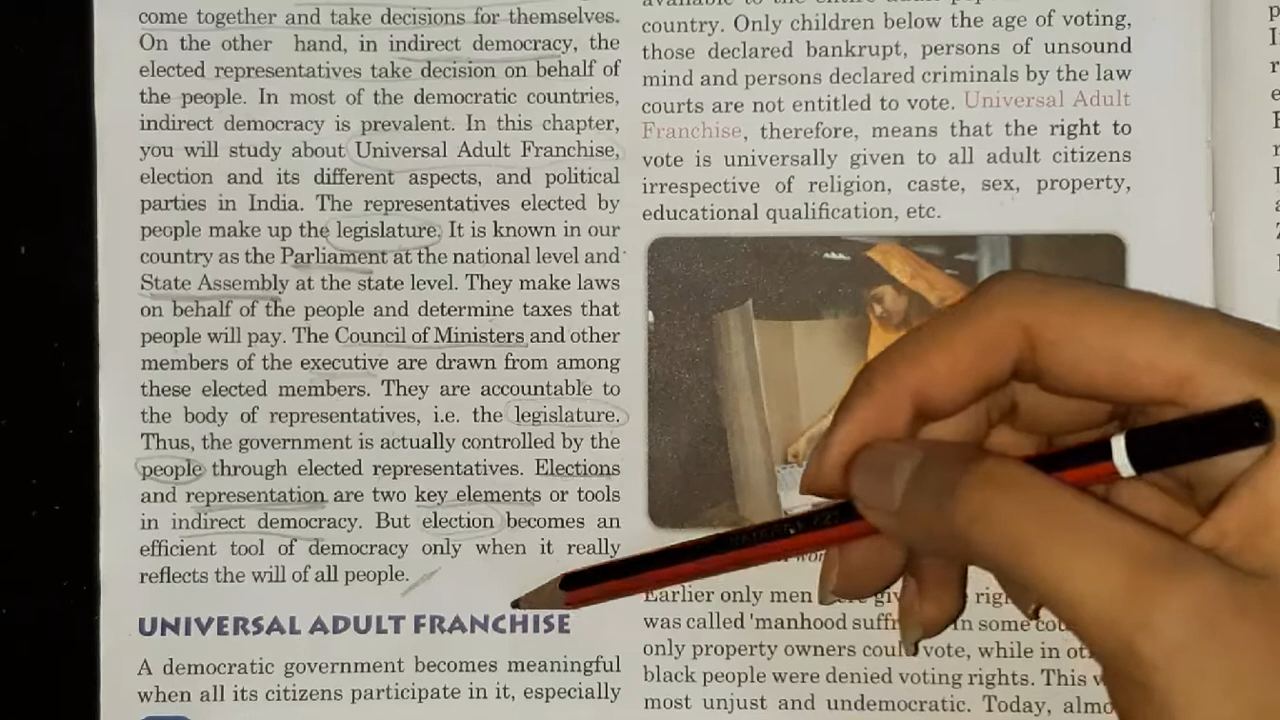 come together and take decisions for themselves.
On the other hand, in indirect democracy, the
elected representatives take decision on behalf of
the people. In most of the democratic countries,
indirect democracy is prevalent. In this chapter,
you will study about Universal Adult Franchise,
election and its different aspects, and political
parties in India. The representatives elected by
people make up the legislature. It is known in our
country as the Parliament at the national level and
State Assembly at the state level. They make laws
on behalf of the people and determine taxes that
people will pay. The Council of Ministers and other
members of the executive are drawn from among
these elected members. They are accountable to
the body of representatives, i.e. the legislature.
Thus, the government is actually controlled by the
people through elected representatives. Elections
and representation are two key elements or tools
in indirect democracy. But election becomes an
efficient tool of democracy only when it really
reflects the will of all people.
UNIVERSAL ADULT FRANCHISE
A democratic government becomes meaningful
when all its citizens participate in it, especially
country. Only children below the age of voting,
those declared bankrupt, persons of unsound
mind and persons declared criminals by the law
courts are not entitled to vote. Universal Adult
Franchise, therefore, means that the right to
vote is universally given to all adult citizens
irrespective of religion, caste, sex, property,
educational qualification, etc.
Earlier only men
was called 'manhood In some
only property owners could vote, while in
black people were denied voting rights. This
most unjust and undemocratic. Today,